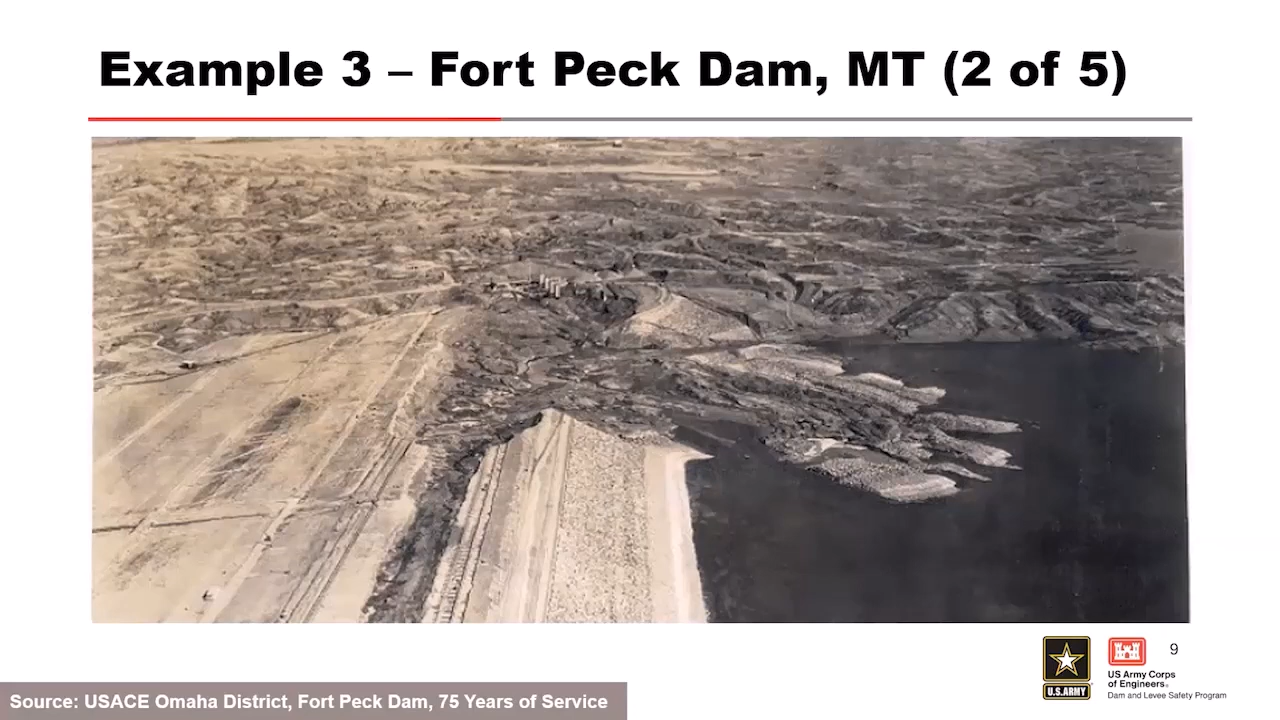 Example 3 – Fort Peck Dam, MT (2 of 5)
9
U.S.ARMY
US Army Corps
of Engineers®
Dam and Levee Safety Program
Source: USACE Omaha District, Fort Peck Dam, 75 Years of Service